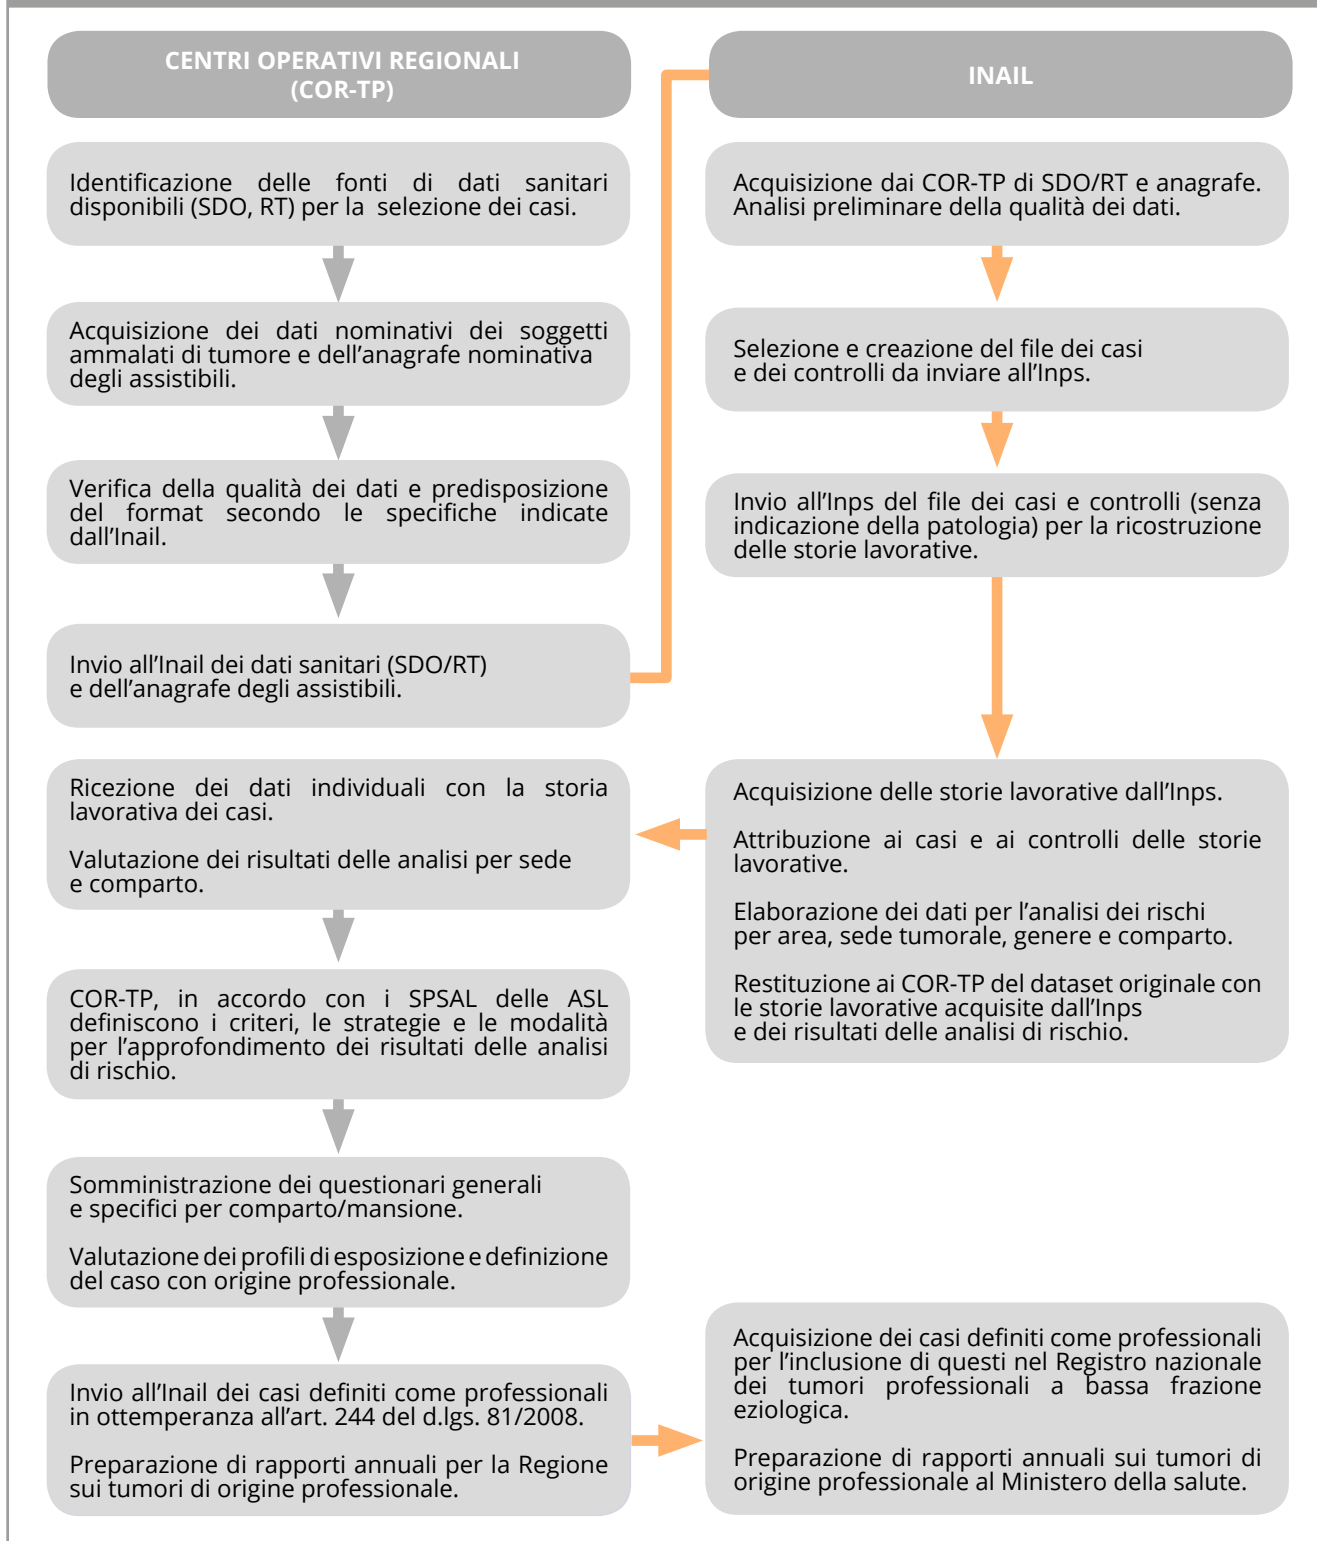 CENTRI OPERATIVI REGIONALI
(COR-TP)
Identificazione delle fonti di dati sanitari
disponibili (SDO, RT) per la selezione dei casi.
Acquisizione dei dati nominativi dei soggetti
ammalati di tumore e dell'anagrafe nominativa
degli assistibili.
Verifica della qualità dei dati e predisposizione
del format secondo le specifiche indicate
dall'Inail.
Invio all'Inail dei dati sanitari (SDO/RT)
e dell'anagrafe degli assistibili.
INAIL
Acquisizione dai COR-TP di SDO/RT e anagrafe.
Analisi preliminare della qualità dei dati.
Selezione e creazione del file dei casi
e dei controlli da inviare all'Inps.
Invio all'Inps del file dei casi e controlli (senza
indicazione della patologia) per la ricostruzione
delle storie lavorative.
Acquisizione delle storie lavorative dall'Inps.
Attribuzione ai casi e ai controlli delle storie
lavorative.
Elaborazione dei dati per l'analisi dei rischi
per area, sede tumorale, genere e comparto.
Restituzione ai COR-TP del dataset originale con
le storie lavorative acquisite dall'Inps
e dei risultati delle analisi di rischio.
Ricezione dei dati individuali con la storia
lavorativa dei casi.
Valutazione dei risultati delle analisi per sede
e comparto.
COR-TP, in accordo con i SPSAL delle ASL
definiscono i criteri, le strategie e le modalità
per l'approfondimento dei risultati delle analisi
di rischio.
Somministrazione dei questionari generali
e specifici per comparto/mansione.
Valutazione dei profili di esposizione e definizione
del caso con origine professionale.
Invio all'Inail dei casi definiti come professionali
in ottemperanza all'art. 244 del d.lgs. 81/2008.
Preparazione di rapporti annuali per la Regione
sui tumori di origine professionale.
Acquisizione dei casi definiti come professionali
per l'inclusione di questi nel Registro nazionale
dei tumori professionali a bassa frazione
eziologica.
Preparazione di rapporti annuali sui tumori di
origine professionale al Ministero della salute.